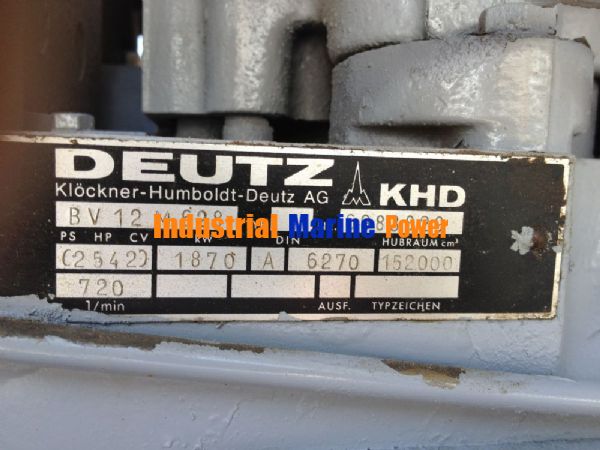 DEUTZ
Klöckner-Humboldt-Deutz AG KHD
BV 12
Industrial Marine Power
PS HP CV KW DIN HUBRAUM cm³
(2542) 1870 A 6270 152000
720
1/min AUSF. TYPZEICHEN